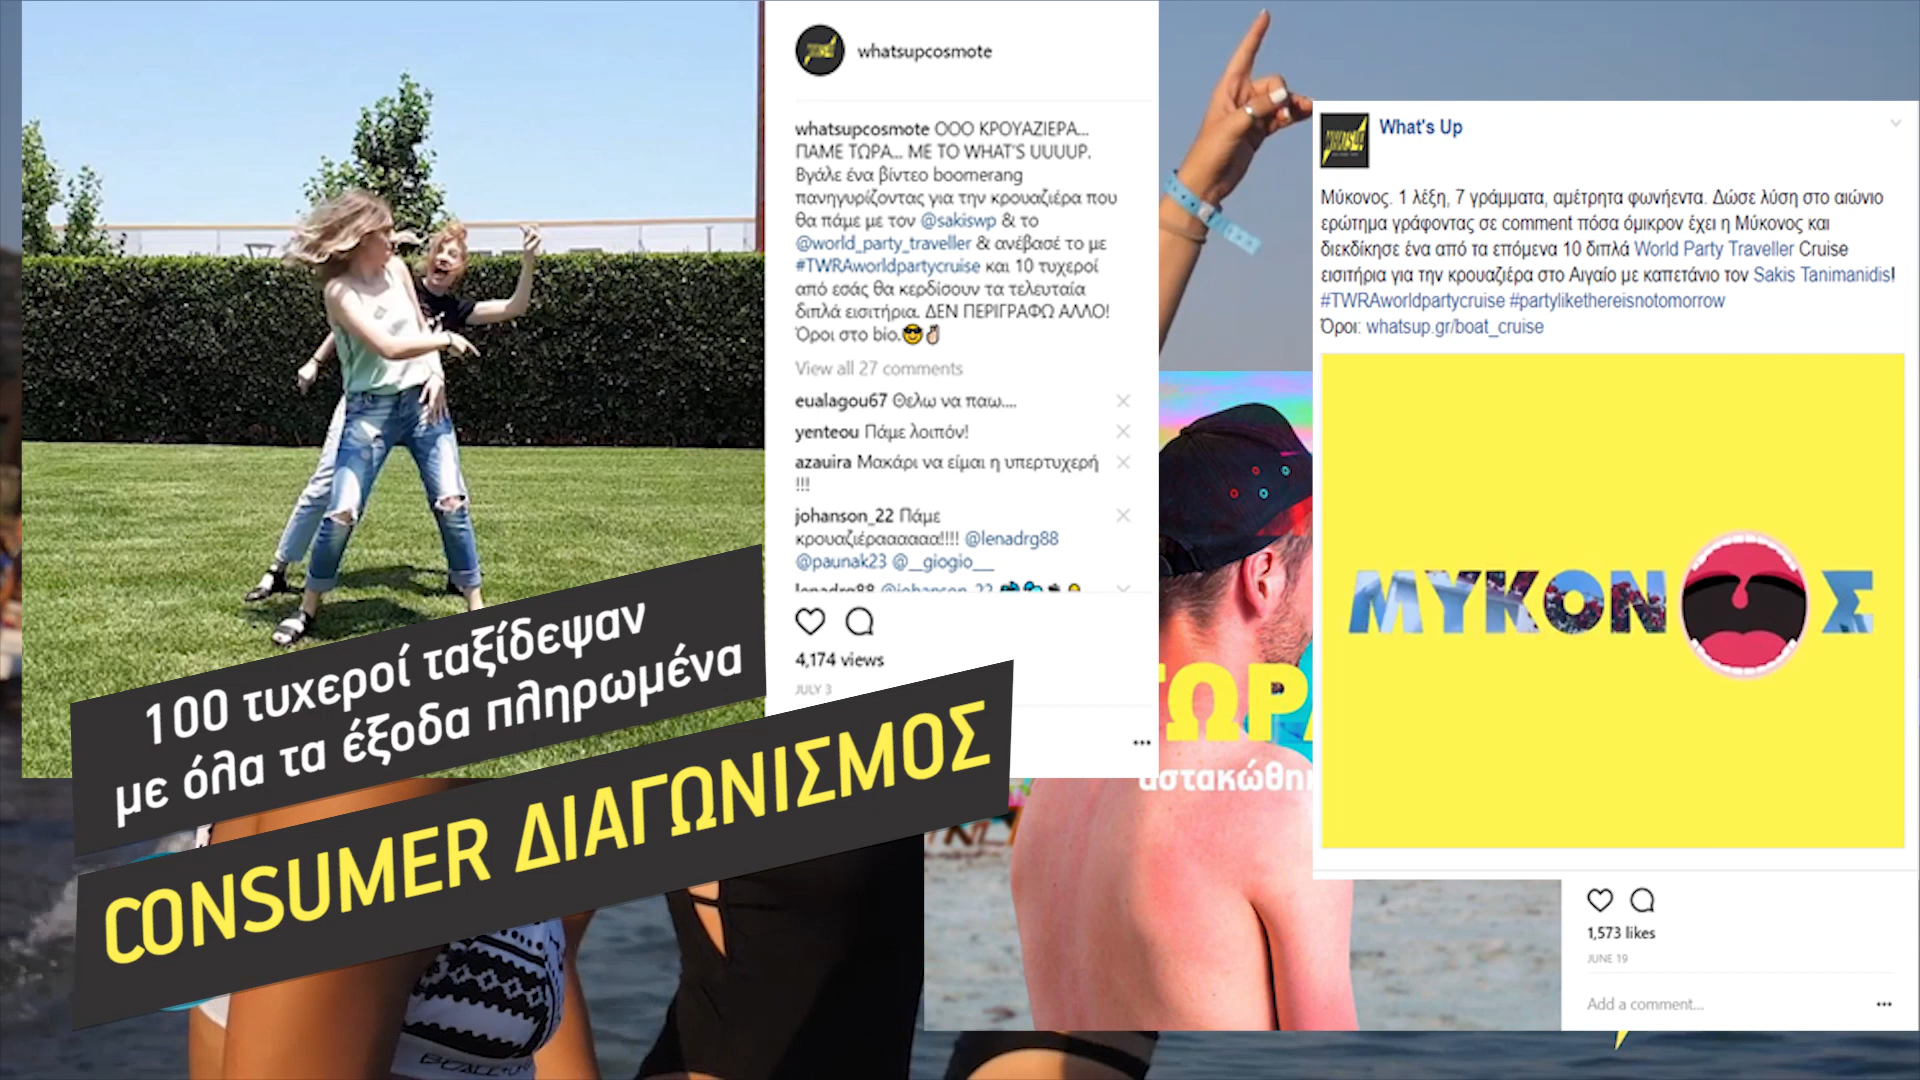 whatsupcosmote
whatsupcosmote ΟΟΟ ΚΡΟΥΑΖΙΕΡΑ...
ΠΑΜΕ ΤΩΡΑ... ΜΕ ΤΟ WHAT'S UUUUP.
Βγάλε ένα βίντεο boomerang
πανηγυρίζοντας για την κρουαζιέρα που
θα πάμε με τον @sakiswp & το
@world_party_traveller & ανέβασέ το με
#TWRAworldpartycruise και 10 τυχεροί
από εσάς θα κερδίσουν τα τελευταία
διπλά εισιτήρια. ΔΕΝ ΠΕΡΙΓΡΑΦΩ ΑΛΛΟ!
Όροι στο bio.😎✌
View all 27 comments
eualagou67 Θελω να παω....
yenteou Πάμε λοιπόν!
azauira Μακάρι να είμαι η υπερτυχερή
!!!
johanson_22 Πάμε
κρουαζιέραααααα!!!! @lenadrg88
@paunak23 @__giogio__
lenadrg88 @johanson_22
4,174 views
JULY 3
What's Up
Μύκονος. 1 λέξη, 7 γράμματα, αμέτρητα φωνήεντα. Δώσε λύση στο αιώνιο
ερώτημα γράφοντας σε comment πόσα όμικρον έχει η Μύκονος και
διεκδίκησε ένα από τα επόμενα 10 διπλά World Party Traveller Cruise
εισιτήρια για την κρουαζιέρα στο Αιγαίο με καπετάνιο τον Sakis Tanimanidis!
#TWRAworldpartycruise #partylikethereisnotomorrow
Όροι: whatsup.gr/boat_cruise
ΜΥΚΟΝ Σ
ΤΩΡΑ
αστακώθη
1,573 likes
JUNE 19
Add a comment...
100 τυχεροί ταξίδεψαν
με όλα τα έξοδα πληρωμένα
CONSUMER ΔΙΑΓΩΝΙΣΜΟΣ